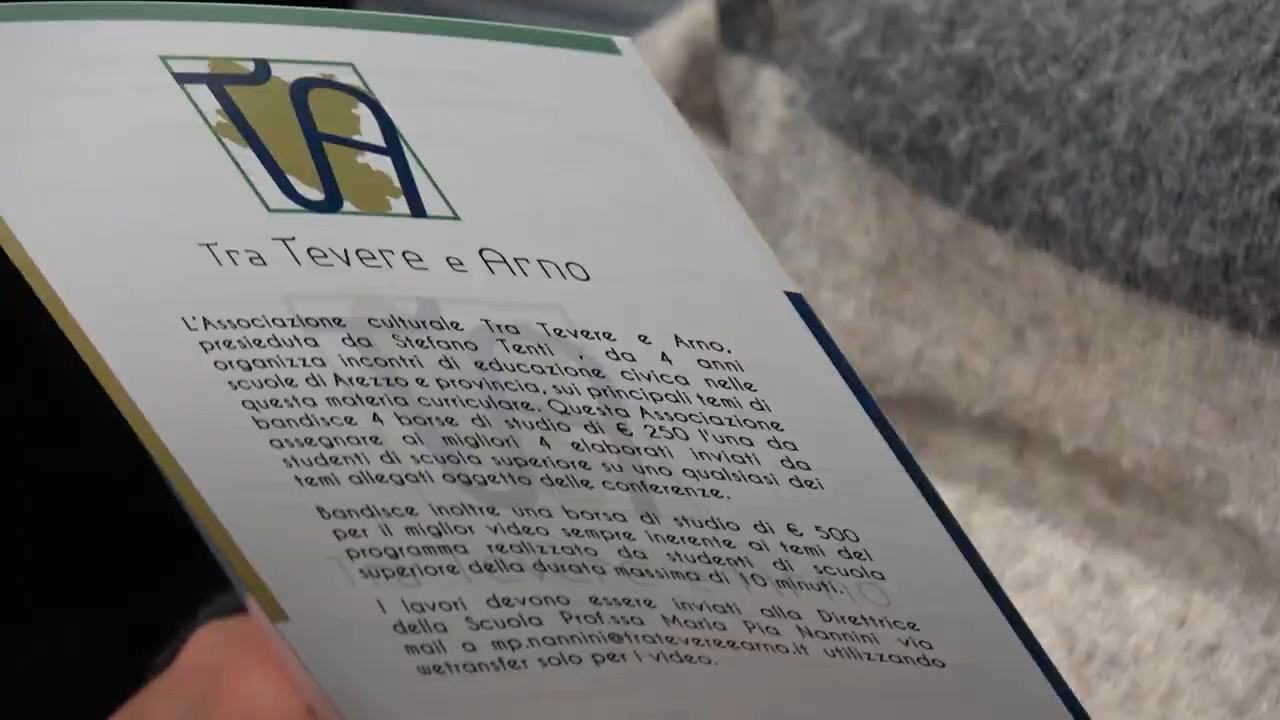 TA
Tra Tevere e Arno
L'Associazione culturale Tra Tevere e Arno,
presieduta da Stefano Tenti , da 4 anni
organizza incontri di educazione civica nelle
scuole di Arezzo e provincia, sui principali temi di
questa materia curriculare. Questa Associazione
bandisce 4 borse di studio di € 250 l'una da
assegnare ai migliori 4 elaborati inviati da
studenti di scuola superiore su uno qualsiasi dei
temi allegati oggetto delle conferenze.
Bandisce inoltre una borsa di studio di € 500
per il miglior video sempre inerente ai temi del
programma realizzato da studenti di scuola
superiore della durata massima di 10 minuti.
I lavori devono essere inviati alla Direttrice
della Scuola Prof.ssa Maria Pia Nannini via
mail a mp.nannini@tratevereearno.it utilizzando
wetransfer solo per i video.